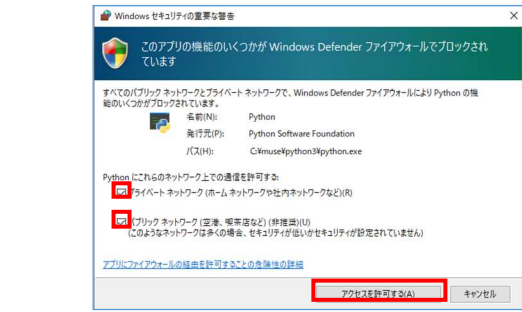 Windows セキュリティの重要な警告
このアプリの機能のいくつかが Windows Defender ファイアウォールでブロックされ
ています
すべてのパブリック ネットワークとプライベート ネットワークで、Windows Defender ファイアウォールにより Python の機
能のいくつかがブロックされています。
名前(N): Python
発行元(P): Python Software Foundation
パス(H): C:¥muse¥python3¥python.exe
Python にこれらのネットワーク上での通信を許可する:
プライベート ネットワーク (ホーム ネットワークや社内ネットワークなど)(R)
パブリック ネットワーク (空港、喫茶店など) (非推奨)(U)
(このようなネットワークは多くの場合、セキュリティが低いかセキュリティが設定されていません)
アプリにファイアウォールの経由を許可することの危険性の詳細
アクセスを許可する(A) キャンセル